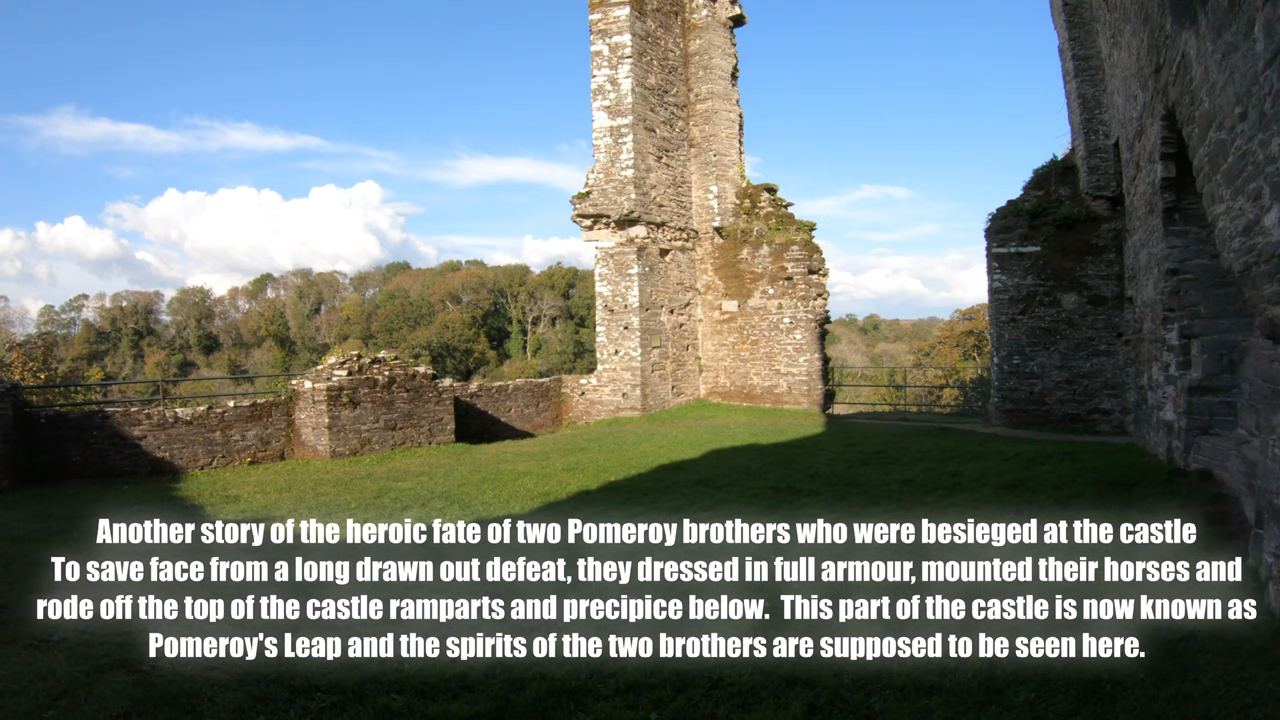 Another story of the heroic fate of two Pomeroy brothers who were besieged at the castle
To save face from a long drawn out defeat, they dressed in full armour, mounted their horses and
rode off the top of the castle ramparts and precipice below.  This part of the castle is now known as
Pomeroy's Leap and the spirits of the two brothers are supposed to be seen here.